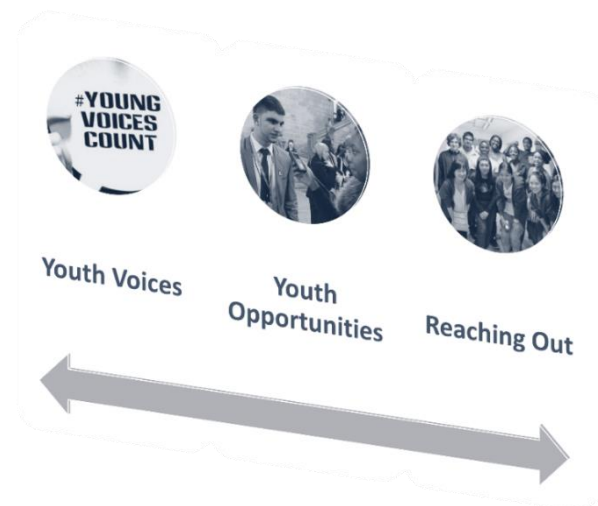 #YOUNG
VOICES
COUNT
Youth Voices
Youth
Opportunities
Reaching Out